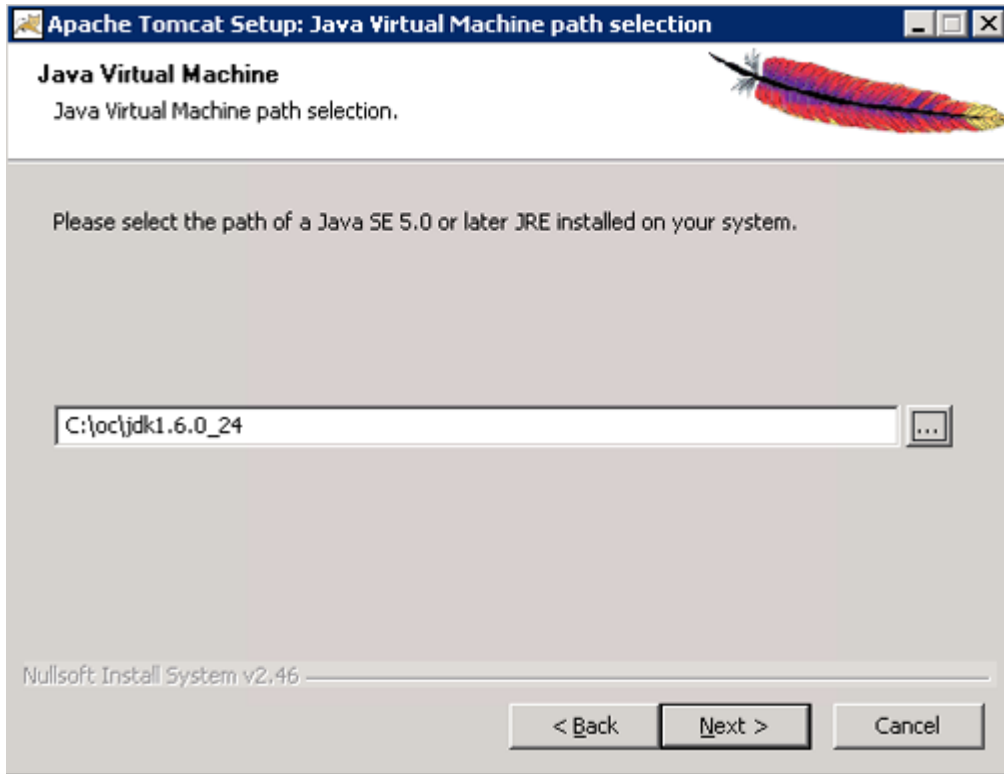 Apache Tomcat Setup: Java Virtual Machine path selection
Java Virtual Machine
Java Virtual Machine path selection.
Please select the path of a Java SE 5.0 or later JRE installed on your system.
C:\oc\jdk1.6.0_24
...
Nullsoft Install System v2.46
< Back
Next >
Cancel